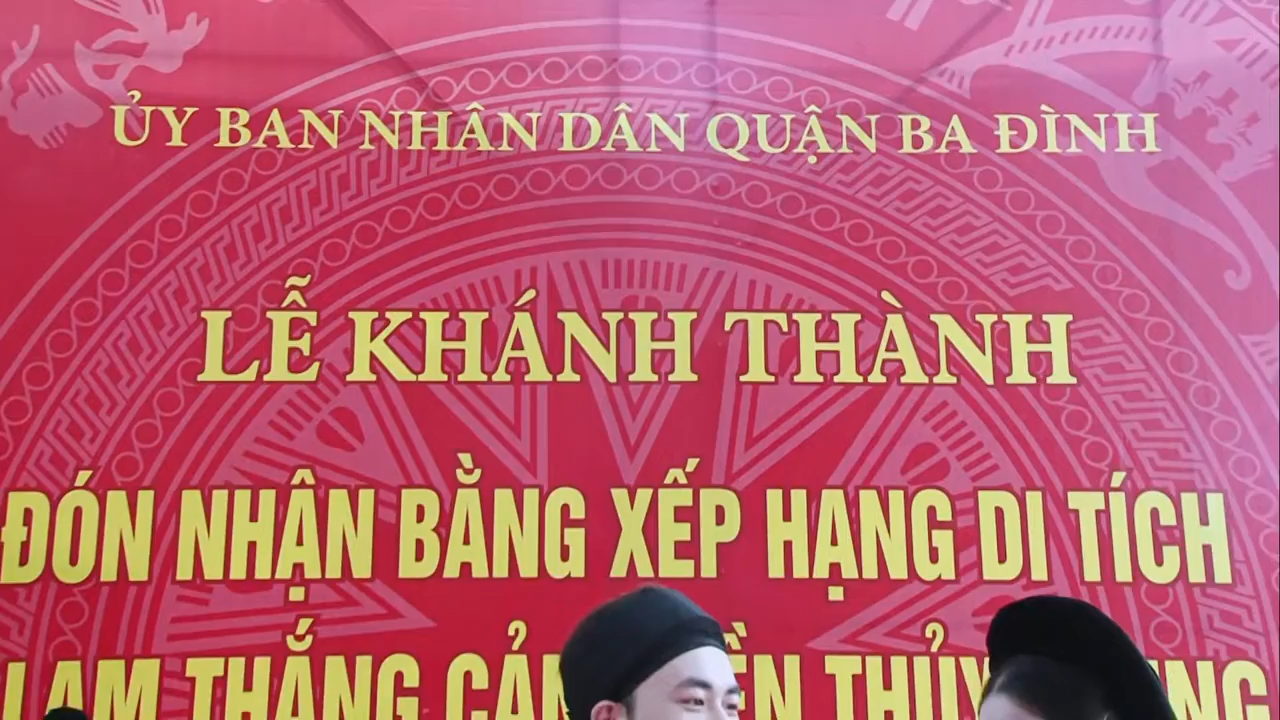 ỦY BAN NHÂN DÂN QUẬN BA ĐÌNH
LỄ KHÁNH THÀNH
ĐÓN NHẬN BẰNG XẾP HẠNG DI TÍCH
LAM THẮNG